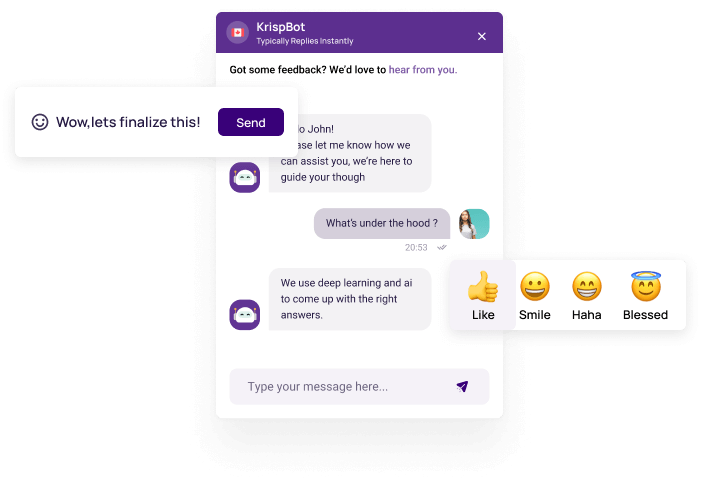 KrispBot
Typically Replies Instantly
Got some feedback? We'd love to hear from you.
Wow,lets finalize this!
Send
John!
let me know how we
can assist you, we're here to
guide your though
What's under the hood ?
20:53
We use deep learning and ai
to come up with the right
answers.
Like
Smile
Haha
Blessed
Type your message here...